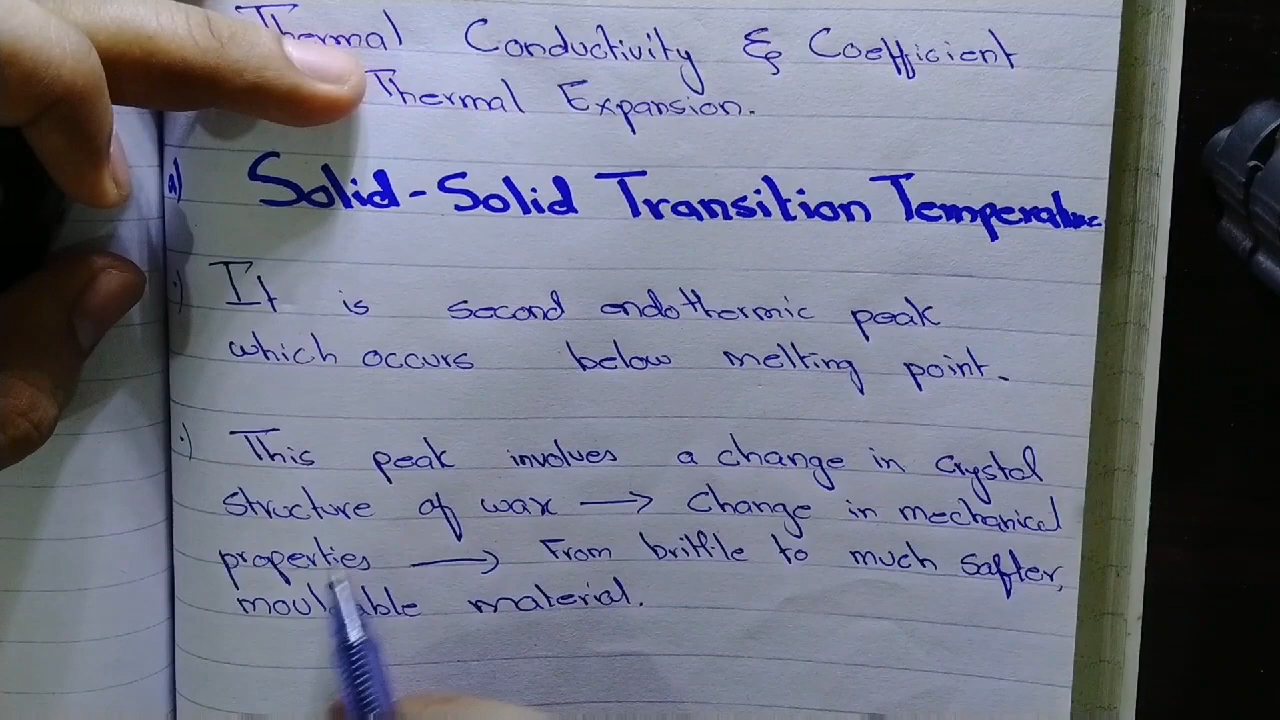 Thermal Conductivity & Coefficient
Thermal Expansion.
a) Solid-Solid Transition Temperature
·) It is second endothermic peak
which occurs below melting point.
·) This peak involves a change in crystal
structure of wax → change in mechanical
properties → From brittle to much safter,
mouldable material.